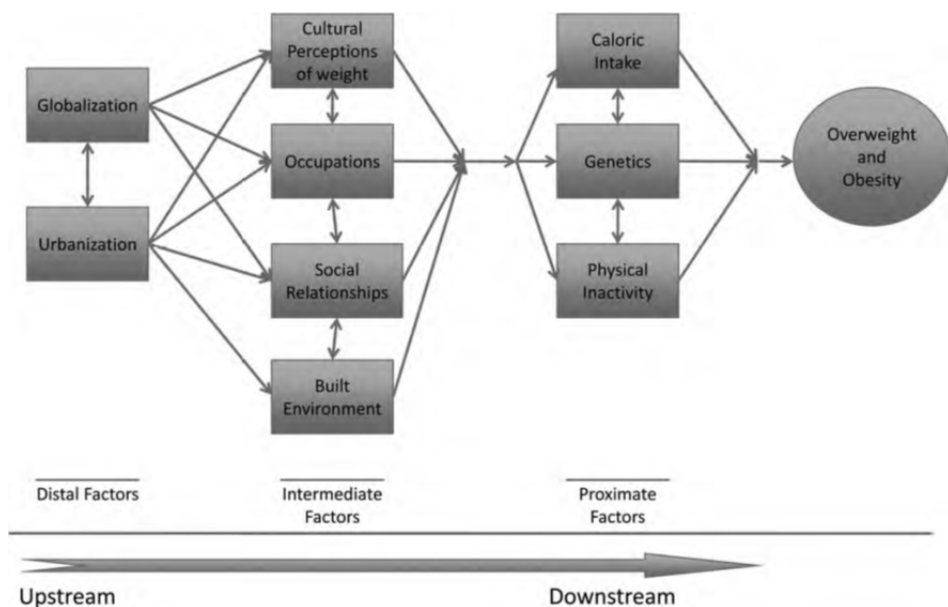 Globalization
Urbanization
Cultural
Perceptions
of weight
Occupations
Social
Relationships
Built
Environment
Caloric
Intake
Genetics
Physical
Inactivity
Overweight
and
Obesity
Distal Factors
Intermediate
Factors
Proximate
Factors
Upstream
Downstream